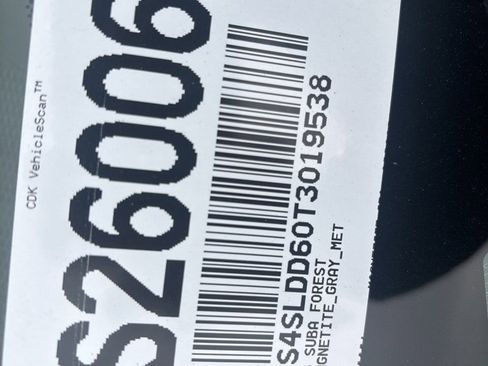 CDK VehicleScan™
S26006
S4SLDD60T3019538
SUBA FOREST
GNETITE_GRAY_MET